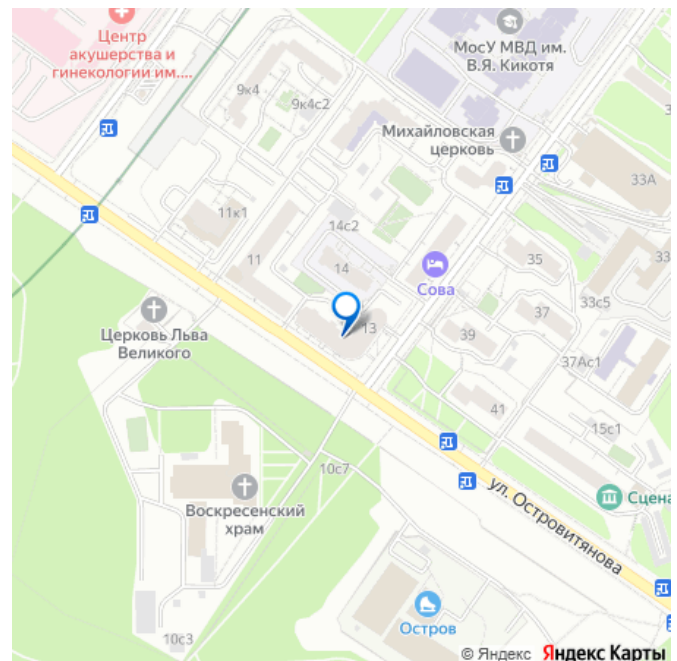 Центр
акушерства и
гинекологии им....
МосУ МВД им.
В.Я. Кикотя
9к4
9к4с2
Михайловская
церковь
33А
11к1
14с2
11
14
Сова
35
33
33с5
13
37
39
Церковь Льва
Великого
37Ас1
41
15с1
10с7
Воскресенский
храм
ул. Островитянова
Сцена
Остров
10с3
© Яндекс Яндекс Карты